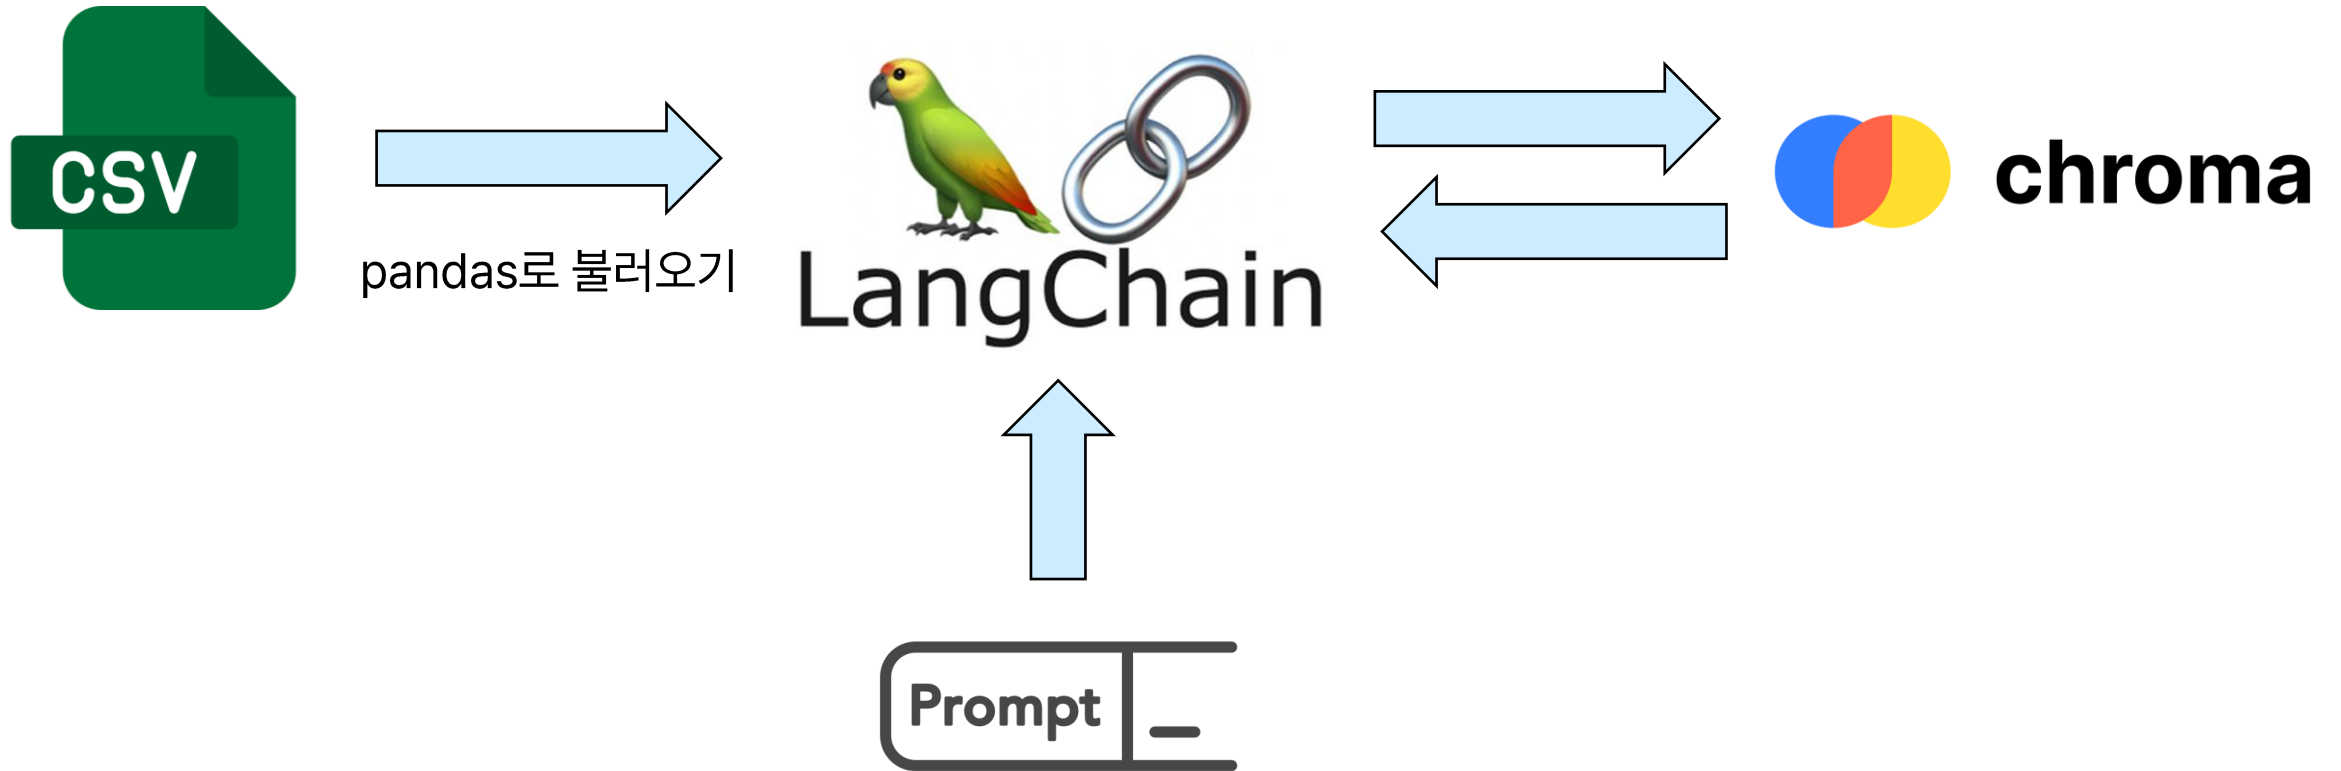 CSV
pandas로 불러오기
LangChain
chroma
Prompt